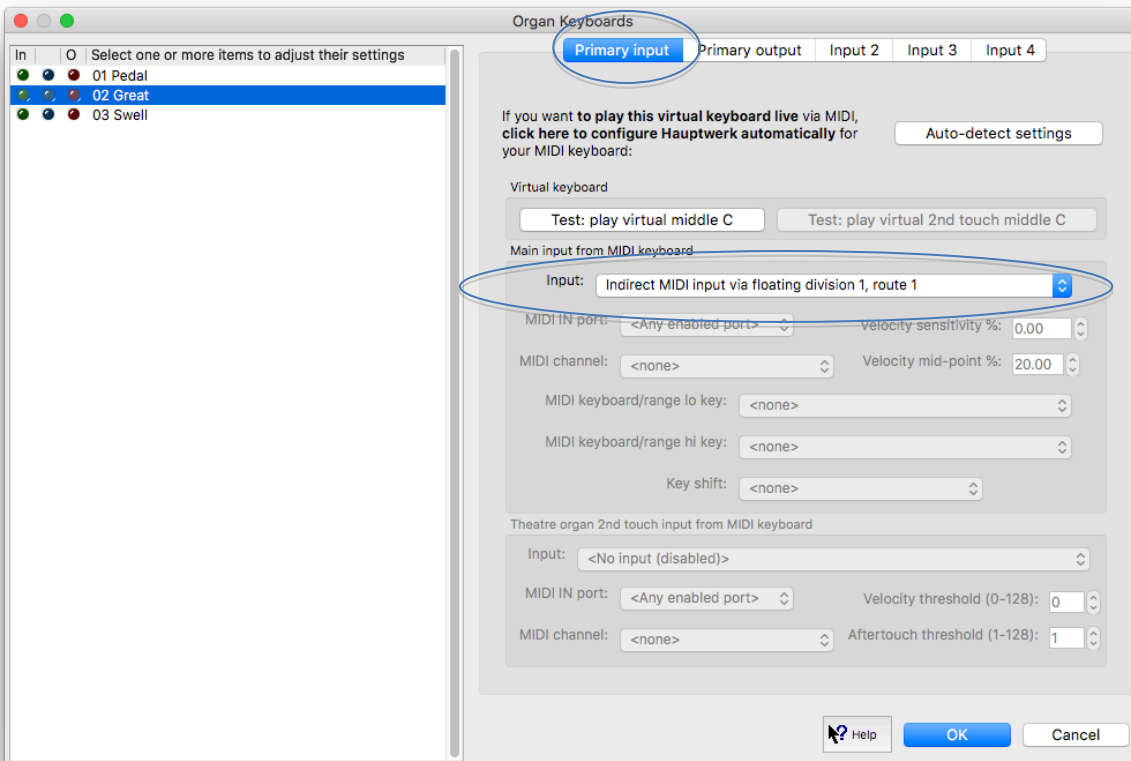 Organ Keyboards
In O Select one or more items to adjust their settings
01 Pedal
02 Great
03 Swell
Primary input Primary output Input 2 Input 3 Input 4
If you want to play this virtual keyboard live via MIDI,
click here to configure Hauptwerk automatically for
your MIDI keyboard:
Auto-detect settings
Virtual keyboard
Test: play virtual middle C Test: play virtual 2nd touch middle C
Main input from MIDI keyboard
Input: Indirect MIDI input via floating division 1, route 1
MIDI IN port: <Any enabled port> Velocity sensitivity %: 0.00
MIDI channel: <none> Velocity mid-point %: 20.00
MIDI keyboard/range lo key: <none>
MIDI keyboard/range hi key: <none>
Key shift: <none>
Theatre organ 2nd touch input from MIDI keyboard
Input: <No input (disabled)>
MIDI IN port: <Any enabled port> Velocity threshold (0-128): 0
MIDI channel: <none> Aftertouch threshold (1-128): 1
? Help OK Cancel